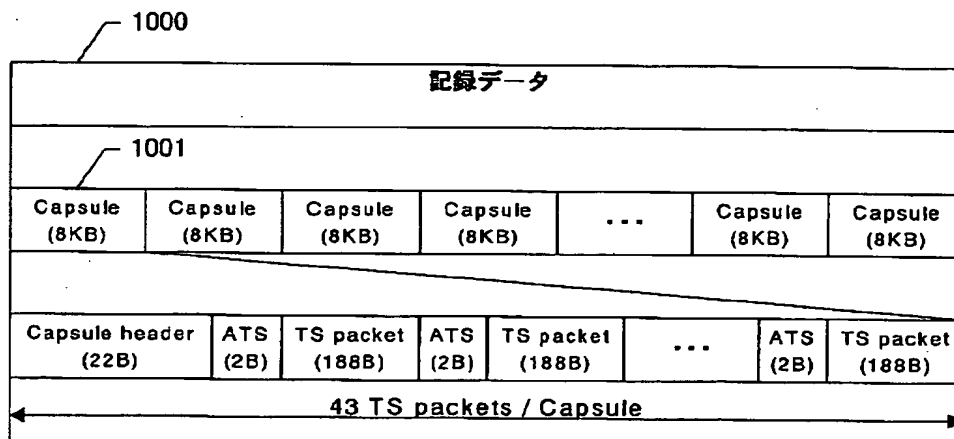 1000
記録データ
1001
Capsule (8KB)
Capsule (8KB)
Capsule (8KB)
Capsule (8KB)
･･･
Capsule (8KB)
Capsule (8KB)
Capsule header (22B)
ATS (2B)
TS packet (188B)
ATS (2B)
TS packet (188B)
･･･
ATS (2B)
TS packet (188B)
43 TS packets / Capsule